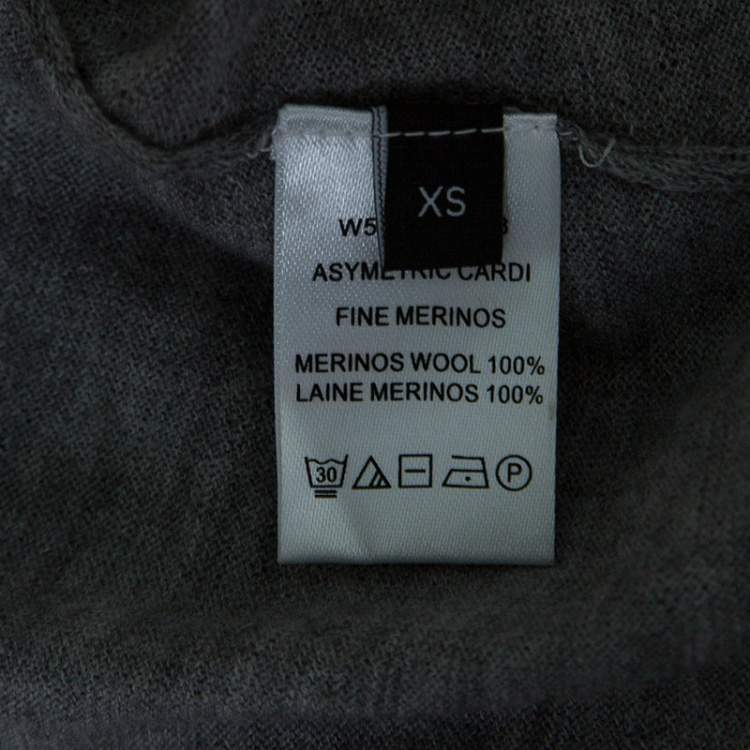 XS
ASYMETRIC CARDI
FINE MERINOS
MERINOS WOOL 100%
LAINE MERINOS 100%
30 P